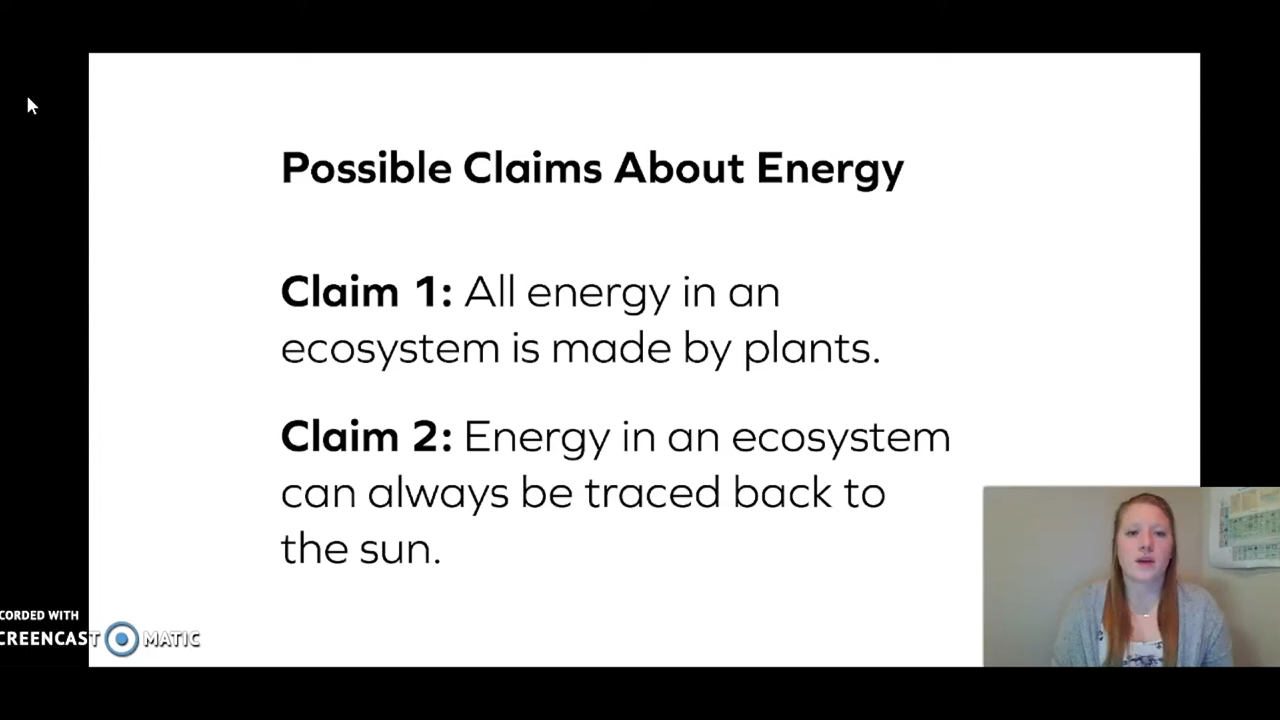 Possible Claims About Energy
Claim 1: All energy in an
ecosystem is made by plants.
Claim 2: Energy in an ecosystem
can always be traced back to
the sun.
CORDED WITH
CREENCAST MATIC